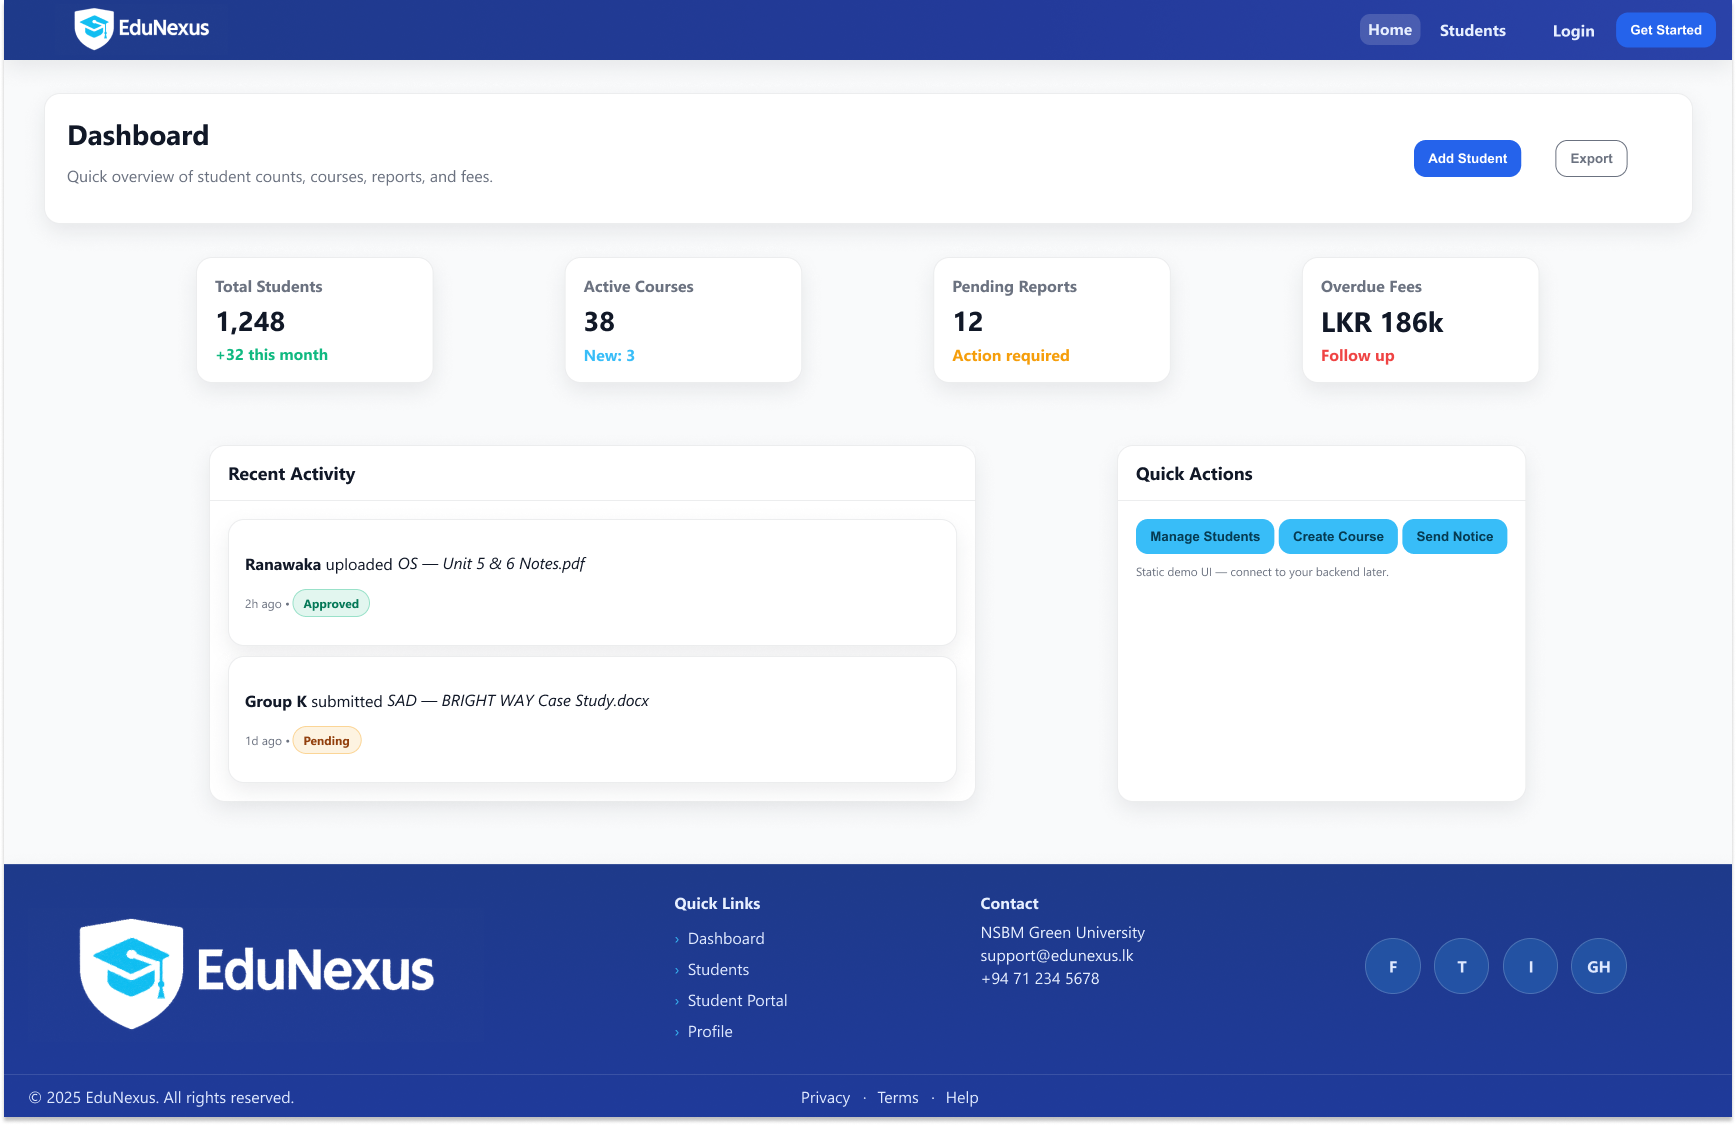 EduNexus
Home Students Login Get Started
Dashboard
Quick overview of student counts, courses, reports, and fees.
Add Student Export
Total Students
1,248
+32 this month
Active Courses
38
New: 3
Pending Reports
12
Action required
Overdue Fees
LKR 186k
Follow up
Recent Activity
Ranawaka uploaded OS — Unit 5 & 6 Notes.pdf
2h ago • Approved
Group K submitted SAD — BRIGHT WAY Case Study.docx
1d ago • Pending
Quick Actions
Manage Students Create Course Send Notice
Static demo UI — connect to your backend later.
EduNexus
Quick Links
› Dashboard
› Students
› Student Portal
› Profile
Contact
NSBM Green University
support@edunexus.lk
+94 71 234 5678
F T I GH
© 2025 EduNexus. All rights reserved.
Privacy · Terms · Help